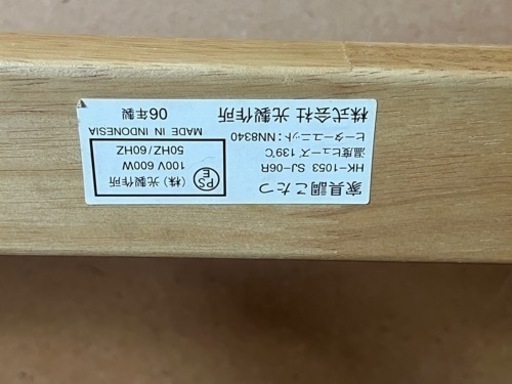 家具調こたつ
HK-1053 SJ-06R
温度ヒューズ 139℃
ヒーターユニット:NN8340
株式会社 光製作所
PS
E
(株)光製作所
100V 600W
50HZ/60HZ
MADE IN INDONESIA
06年製